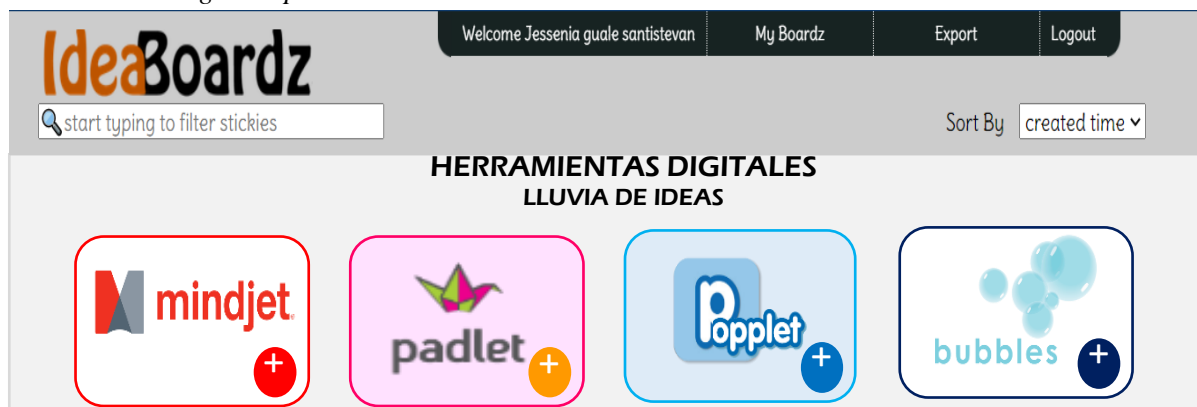 Welcome Jessenia guale santistevan My Boardz Export Logout
IdeaBoardz
start typing to filter stickies Sort By created time
HERRAMIENTAS DIGITALES
LLUVIA DE IDEAS
mindjet
padlet
Popplet
bubbles
+ + + +